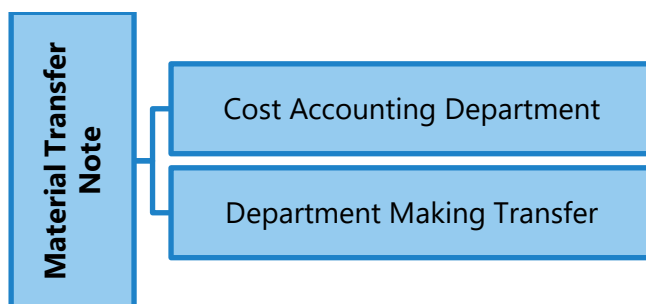 Material Transfer
Note
Cost Accounting Department
Department Making Transfer